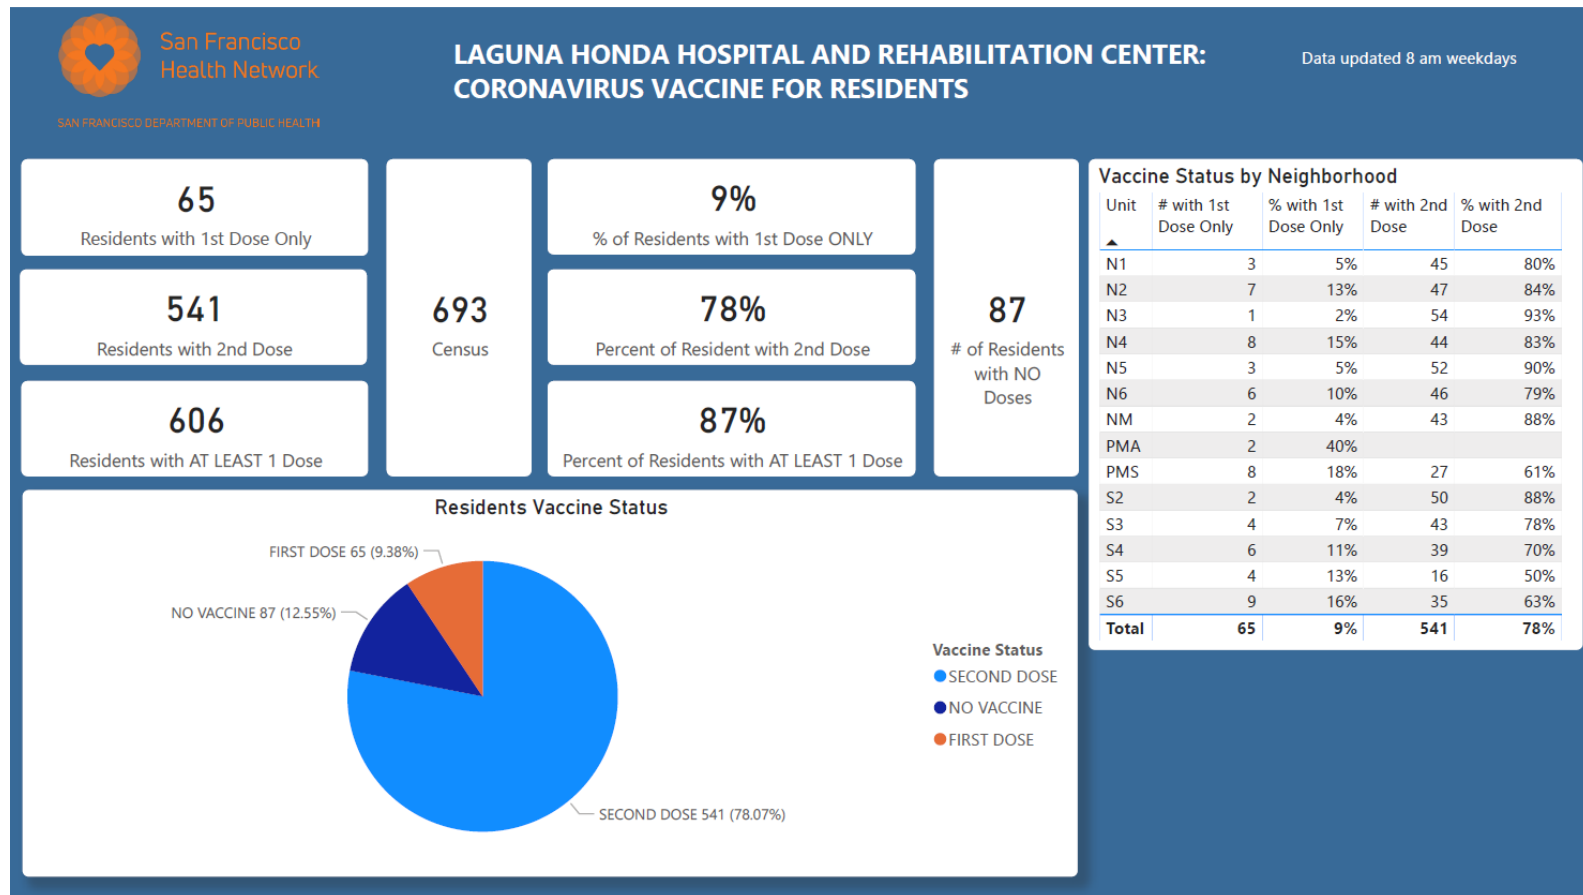 San Francisco
Health Network
SAN FRANCISCO DEPARTMENT OF PUBLIC HEALTH
LAGUNA HONDA HOSPITAL AND REHABILITATION CENTER:
CORONAVIRUS VACCINE FOR RESIDENTS
Data updated 8 am weekdays
65
Residents with 1st Dose Only
541
Residents with 2nd Dose
606
Residents with AT LEAST 1 Dose
693
Census
9%
% of Residents with 1st Dose ONLY
78%
Percent of Resident with 2nd Dose
87%
Percent of Residents with AT LEAST 1 Dose
87
# of Residents
with NO
Doses
Vaccine Status by Neighborhood
Unit # with 1st % with 1st # with 2nd % with 2nd
Dose Only Dose Only Dose Dose
N1 3 5% 45 80%
N2 7 13% 47 84%
N3 1 2% 54 93%
N4 8 15% 44 83%
N5 3 5% 52 90%
N6 6 10% 46 79%
NM 2 4% 43 88%
PMA 2 40%
PMS 8 18% 27 61%
S2 2 4% 50 88%
S3 4 7% 43 78%
S4 6 11% 39 70%
S5 4 13% 16 50%
S6 9 16% 35 63%
Total 65 9% 541 78%
Residents Vaccine Status
FIRST DOSE 65 (9.38%)
NO VACCINE 87 (12.55%)
SECOND DOSE 541 (78.07%)
Vaccine Status
SECOND DOSE
NO VACCINE
FIRST DOSE